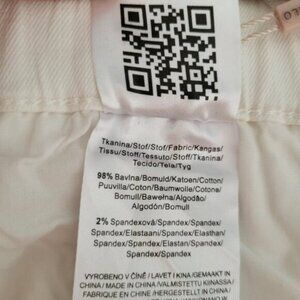 Tkanina/Stof/Stof/Fabric/Kangas/
Tissu/Stoff/Tessuto/Stoff/Tkanina/
Tecido/Tela/Tyg
98% Bavlna/Bomuld/Katoen/Cotton/
Puuvilla/Coton/Baumwolle/Cotone/
Bomull/Bawełna/Algodão/
Algodón/Bomull
2% Spandexová/Spandex/Spandex/
Spandex/Elastaani/Spandex/Elasthan/
Spandex/Spandex/Elastan/Spandex/
Spandex/Spandex
VYROBENO V ČÍNĚ / LAVET I KINA/GEMAAKT IN
CHINA / MADE IN CHINA/VALMISTETTU KIINASSA/
FABRIQUÉ EN CHINE /HERGESTELLT IN CHINA/